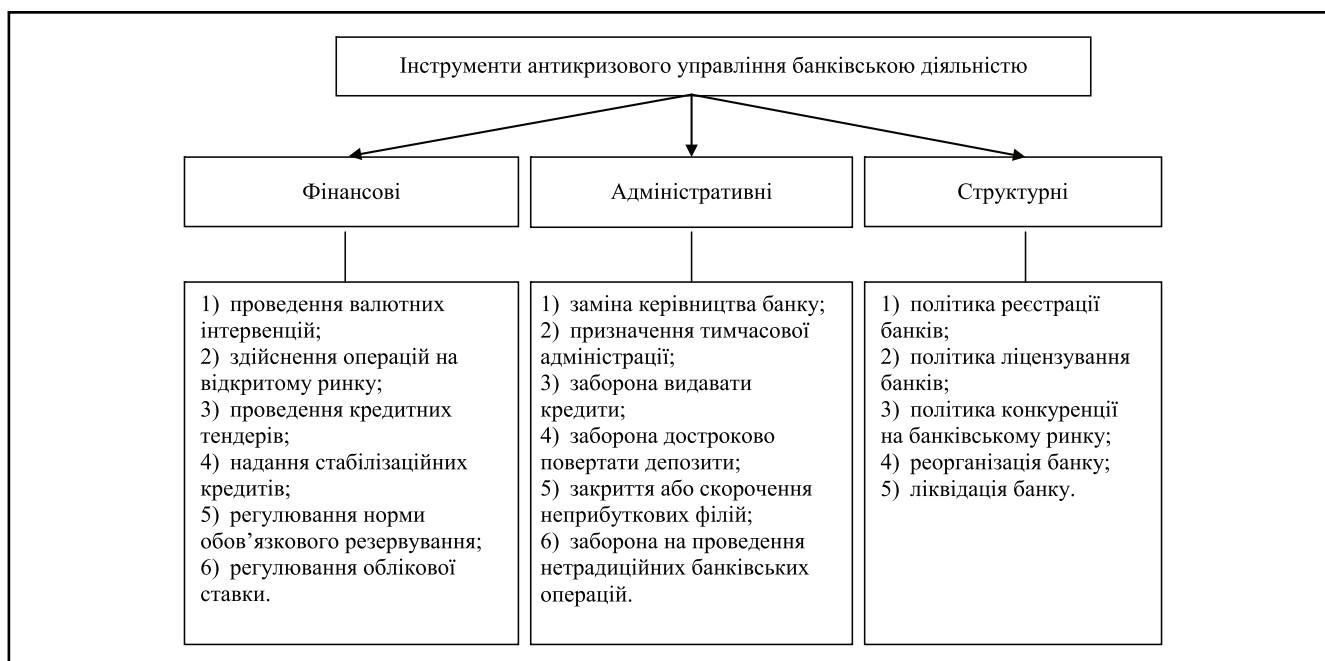 Інструменти антикризового управління банківською діяльністю
Фінансові
Адміністративні
Структурні
1) проведення валютних
інтервенцій;
2) здійснення операцій на
відкритому ринку;
3) проведення кредитних
тендерів;
4) надання стабілізаційних
кредитів;
5) регулювання норми
обов’язкового резервування;
6) регулювання облікової
ставки.
1) заміна керівництва банку;
2) призначення тимчасової
адміністрації;
3) заборона видавати
кредити;
4) заборона достроково
повертати депозити;
5) закриття або скорочення
неприбуткових філій;
6) заборона на проведення
нетрадиційних банківських
операцій.
1) політика реєстрації
банків;
2) політика ліцензування
банків;
3) політика конкуренції
на банківському ринку;
4) реорганізація банку;
5) ліквідація банку.